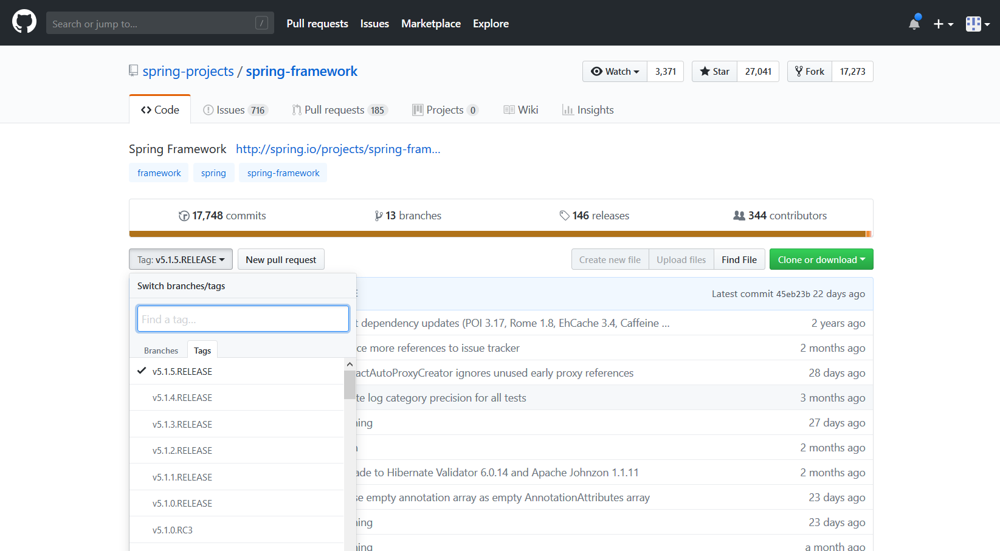 Search or jump to... /
Pull requests Issues Marketplace Explore
spring-projects / spring-framework
Watch 3,371 Star 27,041 Fork 17,273
Code Issues 716 Pull requests 185 Projects 0 Wiki Insights
Spring Framework http://spring.io/projects/spring-fram...
framework spring spring-framework
17,748 commits 13 branches 146 releases 344 contributors
Tag: v5.1.5.RELEASE New pull request Create new file Upload files Find File Clone or download
Switch branches/tags
Find a tag...
Branches Tags
v5.1.5.RELEASE
v5.1.4.RELEASE
v5.1.3.RELEASE
v5.1.2.RELEASE
v5.1.1.RELEASE
v5.1.0.RELEASE
v5.1.0.RC3
Latest commit 45eb23b 22 days ago
dependency updates (POI 3.17, Rome 1.8, EhCache 3.4, Caffeine ... 2 years ago
ce more references to issue tracker 2 months ago
actAutoProxyCreator ignores unused early proxy references 28 days ago
te log category precision for all tests 3 months ago
ning 27 days ago
2 months ago
ade to Hibernate Validator 6.0.14 and Apache Johnzon 1.1.11 2 months ago
se empty annotation array as empty AnnotationAttributes array 23 days ago
ning 23 days ago
ning a month ago